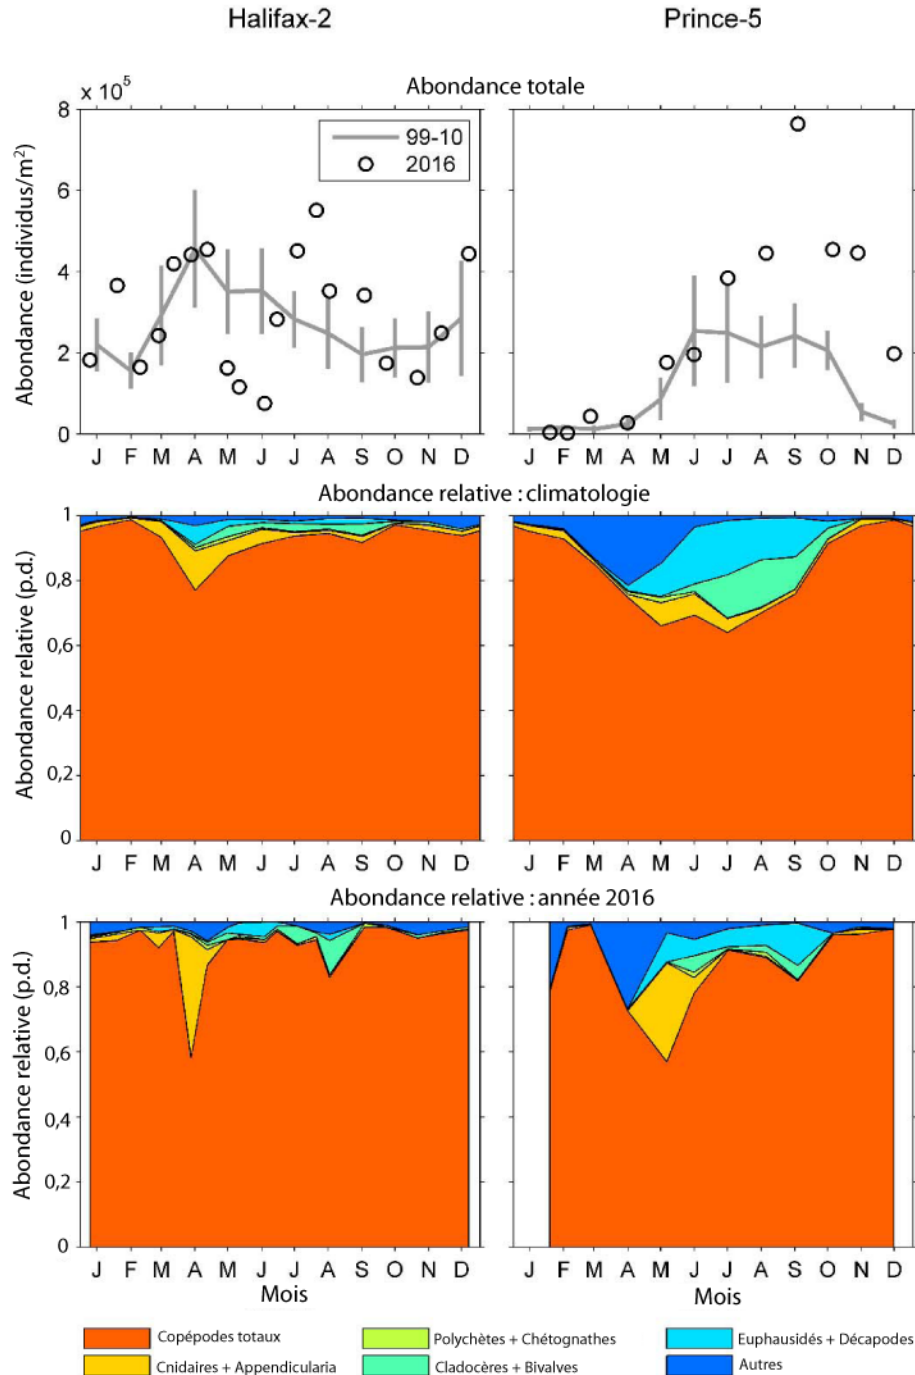 Halifax-2 Prince-5
Abondance totale
x 10⁵
8
6
4
2
0
Abondance (individus/m²)
99-10
2016
J F M A M J J A S O N D
J F M A M J J A S O N D
Abondance relative : climatologie
1
0,8
0,6
0,4
0,2
0
Abondance relative (p.d.)
J F M A M J J A S O N D
J F M A M J J A S O N D
Abondance relative : année 2016
1
0,8
0,6
0,4
0,2
0
Abondance relative (p.d.)
J F M A M J J A S O N D
J F M A M J J A S O N D
Mois Mois
Copépodes totaux
Polychètes + Chétognathes
Euphausidés + Décapodes
Cnidaires + Appendicularia
Cladocères + Bivalves
Autres